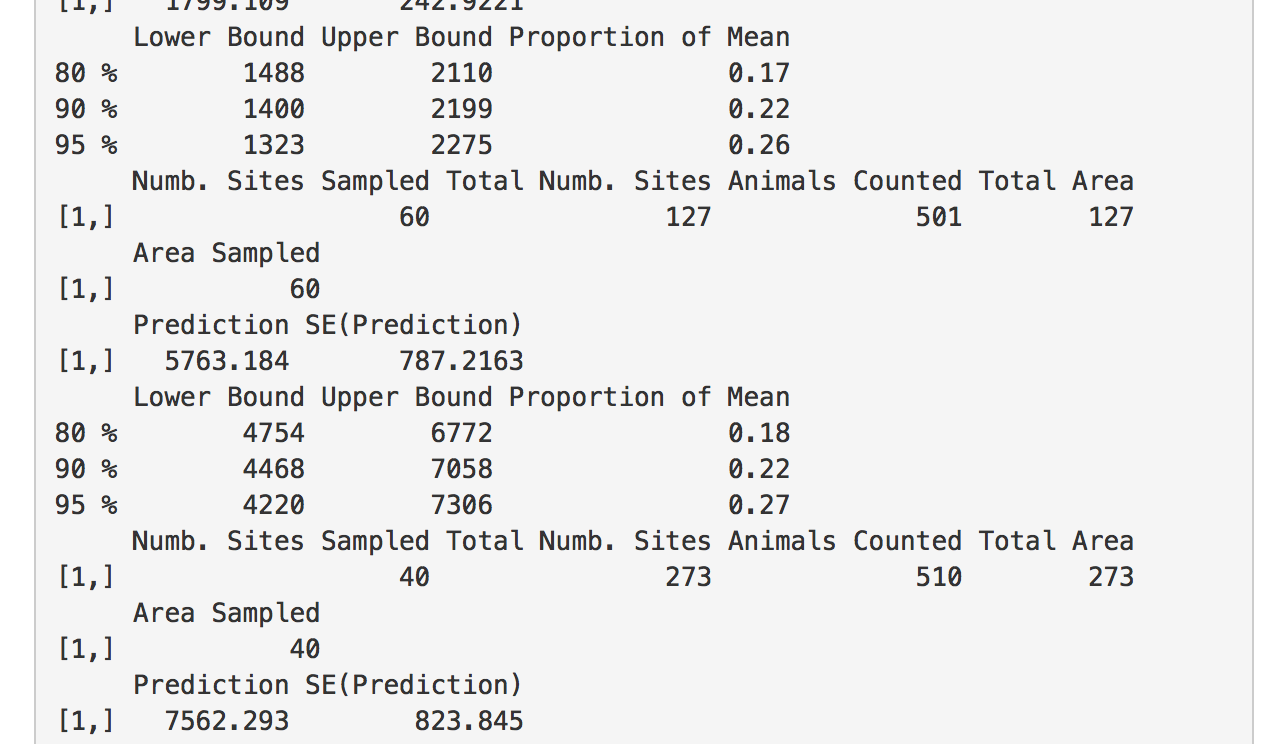 [1,] 1799.109 242.9221
Lower Bound Upper Bound Proportion of Mean
80 % 1488 2110 0.17
90 % 1400 2199 0.22
95 % 1323 2275 0.26
Numb. Sites Sampled Total Numb. Sites Animals Counted Total Area
[1,] 60 127 501 127
Area Sampled
[1,] 60
Prediction SE(Prediction)
[1,] 5763.184 787.2163
Lower Bound Upper Bound Proportion of Mean
80 % 4754 6772 0.18
90 % 4468 7058 0.22
95 % 4220 7306 0.27
Numb. Sites Sampled Total Numb. Sites Animals Counted Total Area
[1,] 40 273 510 273
Area Sampled
[1,] 40
Prediction SE(Prediction)
[1,] 7562.293 823.845